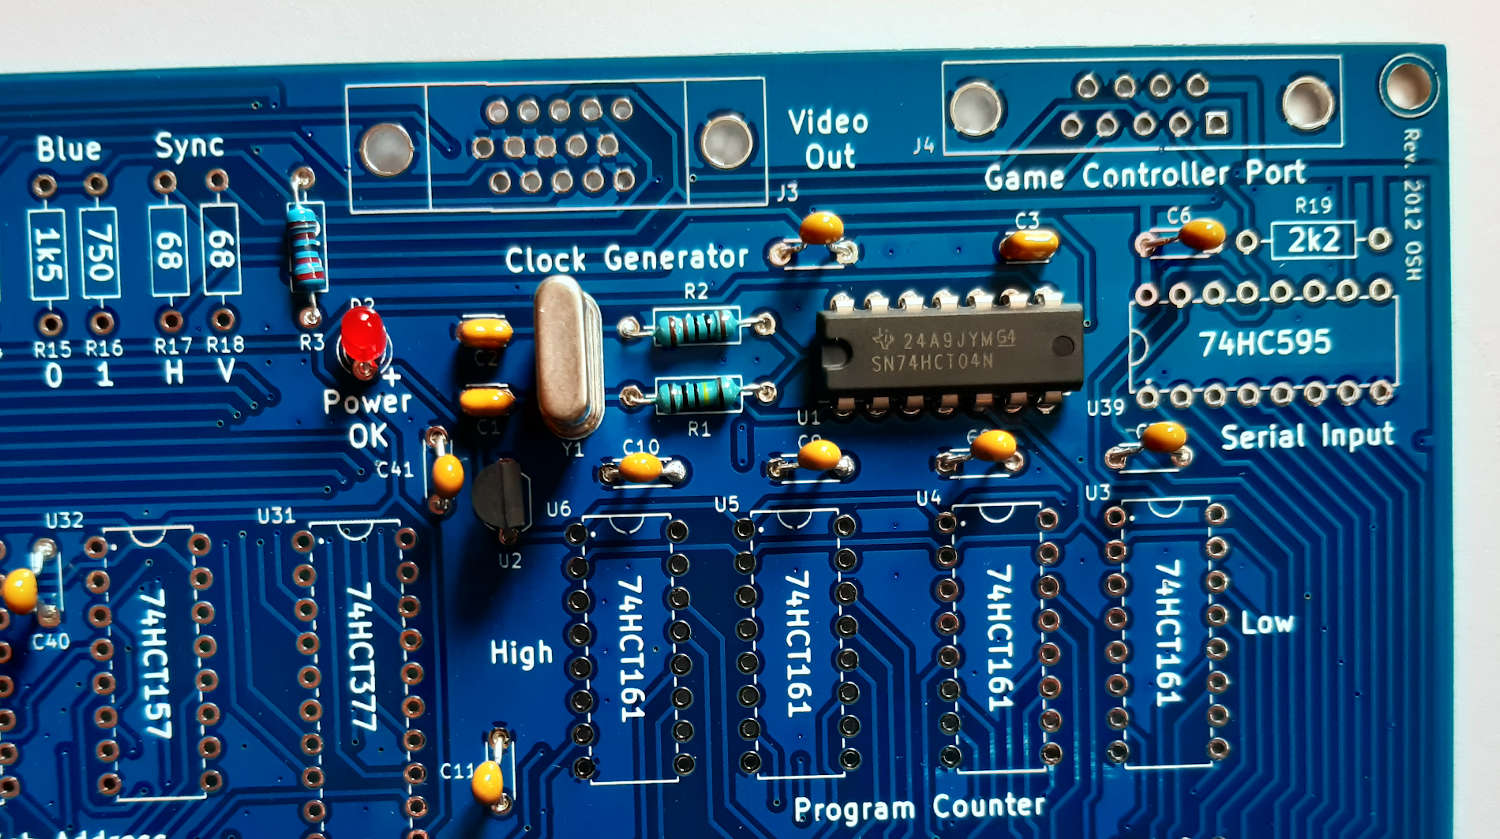 Blue
Sync
1k5
750
68
68
R15
R16
R17
R18
0
1
H
V
R3
Power
OK
+
Video
Out
J3
J4
Game Controller Port
Rev. 2012 OSH
Clock Generator
R2
R1
C2
C1
Y1
C3
C6
R19
2k2
24A9JYM G4
SN74HCT04N
U1
U39
74HC595
Serial Input
C41
C10
U2
U32
74HCT157
U31
74HCT377
U6
74HCT161
U5
74HCT161
U4
74HCT161
U3
74HCT161
High
Low
C40
C11
Program Counter
Address